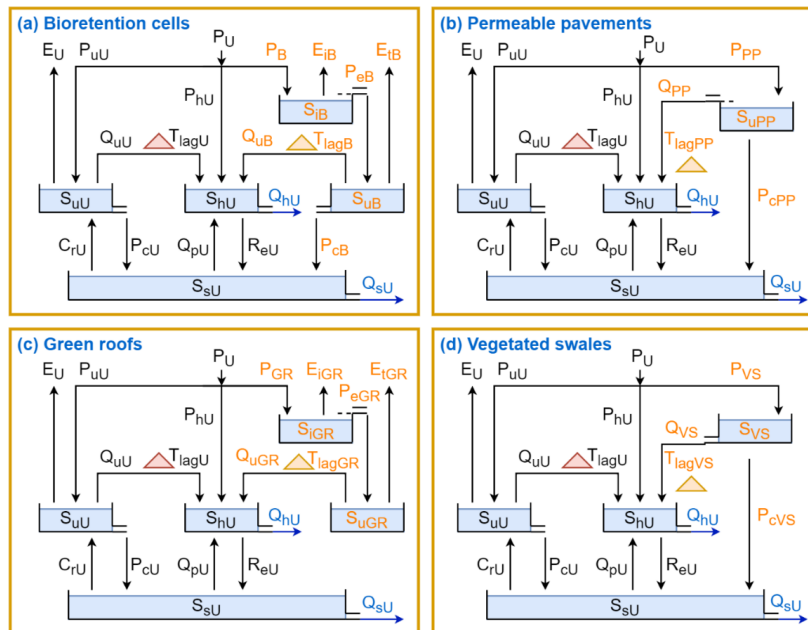 (a) Bioretention cells
P_U
E_U
P_uU
P_B
E_iB
E_tB
P_eB
P_hU
S_iB
Q_uU
T_lagU
Q_uB
T_lagB
S_uU
S_hU
Q_hU
S_uB
C_rU
P_cU
Q_pU
R_eU
P_cB
S_sU
Q_sU
(b) Permeable pavements
P_U
E_U
P_uU
P_PP
Q_PP
P_hU
S_uPP
Q_uU
T_lagU
T_lagPP
S_uU
S_hU
Q_hU
P_cPP
C_rU
P_cU
Q_pU
R_eU
S_sU
Q_sU
(c) Green roofs
P_U
E_U
P_uU
P_GR
E_iGR
E_tGR
P_eGR
P_hU
S_iGR
Q_uU
T_lagU
Q_uGR
T_lagGR
S_uU
S_hU
Q_hU
S_uGR
C_rU
P_cU
Q_pU
R_eU
S_sU
Q_sU
(d) Vegetated swales
P_U
E_U
P_uU
P_VS
P_hU
Q_VS
S_VS
Q_uU
T_lagU
T_lagVS
S_uU
S_hU
Q_hU
P_cVS
C_rU
P_cU
Q_pU
R_eU
S_sU
Q_sU